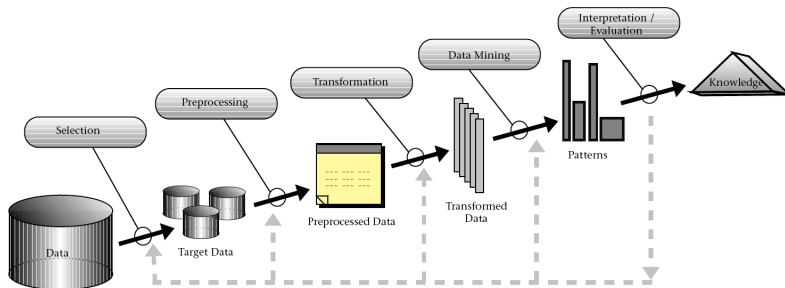 Interpretation /
Evaluation
Data Mining
Transformation
Preprocessing
Selection
Data
Target Data
Preprocessed Data
Transformed
Data
Patterns
Knowledge